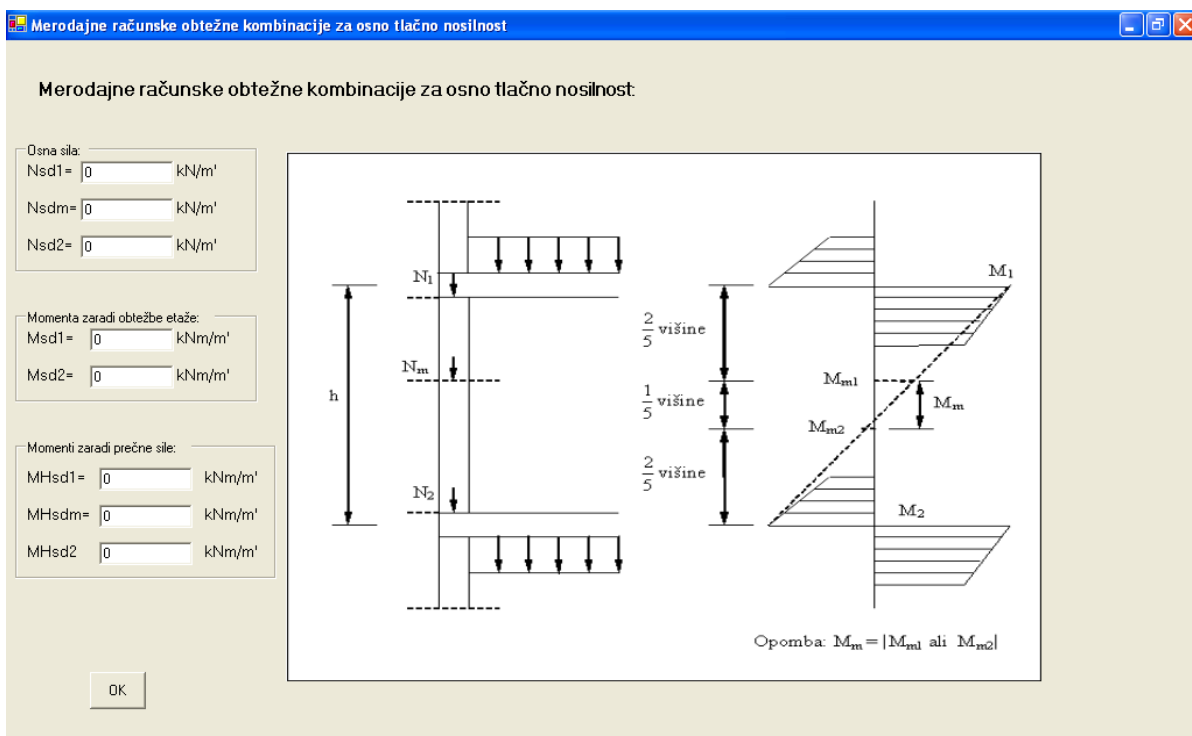 Merodajne računske obtežne kombinacije za osno tlačno nosilnost
Merodajne računske obtežne kombinacije za osno tlačno nosilnost:
Osna sila:
Nsd1= 0 kN/m'
Nsdm= 0 kN/m'
Nsd2= 0 kN/m'
Momenta zaradi obtežbe etaže:
Msd1= 0 kNm/m'
Msd2= 0 kNm/m'
Momenti zaradi prečne sile:
MHsd1= 0 kNm/m'
MHsdm= 0 kNm/m'
MHsd2 0 kNm/m'
OK
N₁
Nₘ
h
N₂
2/5 višine
1/5 višine
2/5 višine
M₁
Mₘ₁
Mₘ
Mₘ₂
M₂
Opomba: Mₘ = |Mₘ₁ ali Mₘ₂|